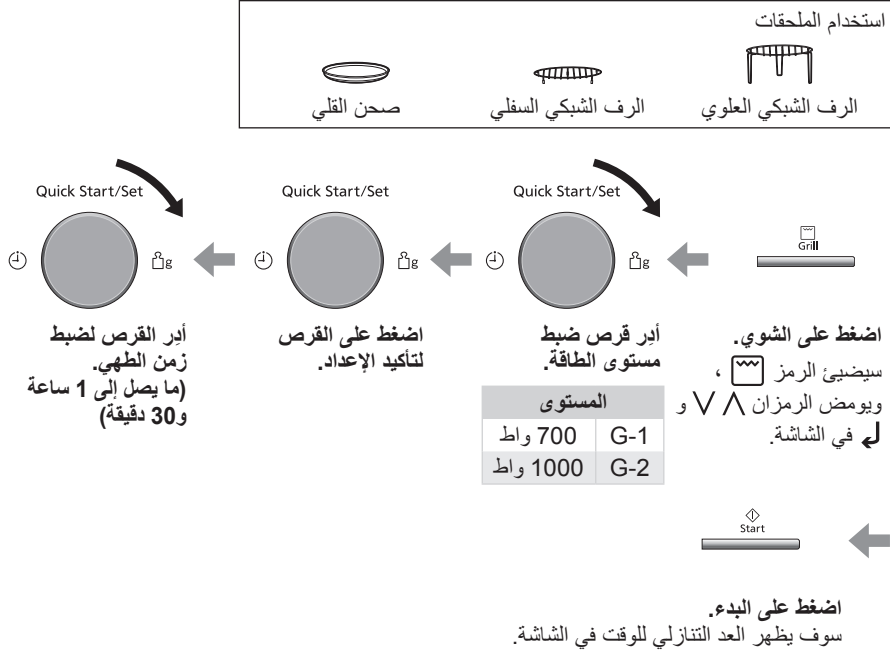 استخدام الملحقات
الرف الشبكي العلوي
الرف الشبكي السفلي
صحن القلي
Grill
اضغط على الشوي.
سيضيئ الرمز ،
ويومض الرمزان و
في الشاشة.
Quick Start/Set
g
أدِر قرص ضبط
مستوى الطاقة.
المستوى
G-1 700 واط
G-2 1000 واط
Quick Start/Set
g
اضغط على القرص
لتأكيد الإعداد.
Quick Start/Set
g
أدِر القرص لضبط
زمن الطهي.
(ما يصل إلى 1 ساعة
و30 دقيقة)
Start
اضغط على البدء.
سوف يظهر العد التنازلي للوقت في الشاشة.